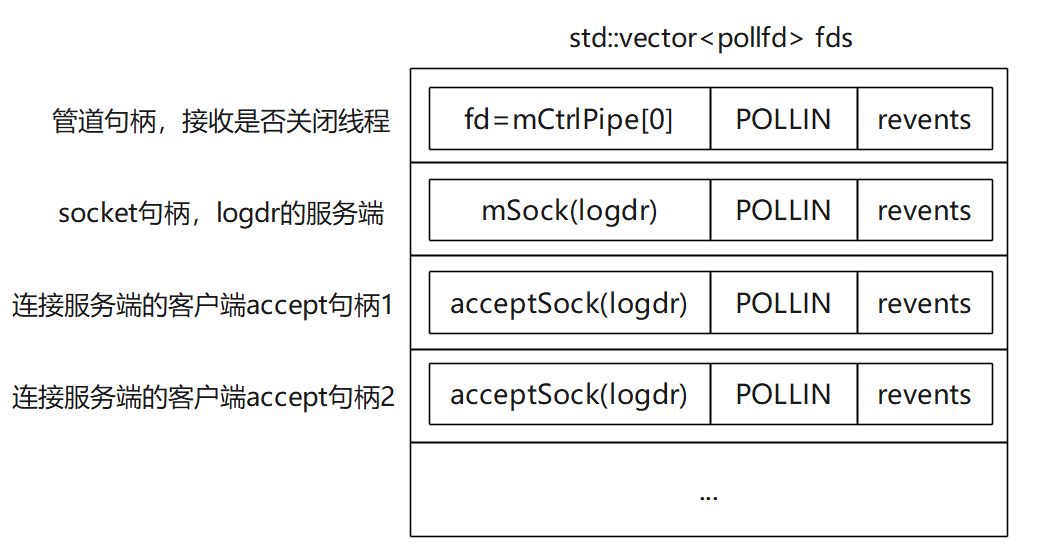 std::vector<pollfd> fds
管道句柄，接收是否关闭线程 fd=mCtrlPipe[0] POLLIN revents
socket句柄，logdr的服务端 mSock(logdr) POLLIN revents
连接服务端的客户端accept句柄1 acceptSock(logdr) POLLIN revents
连接服务端的客户端accept句柄2 acceptSock(logdr) POLLIN revents
...